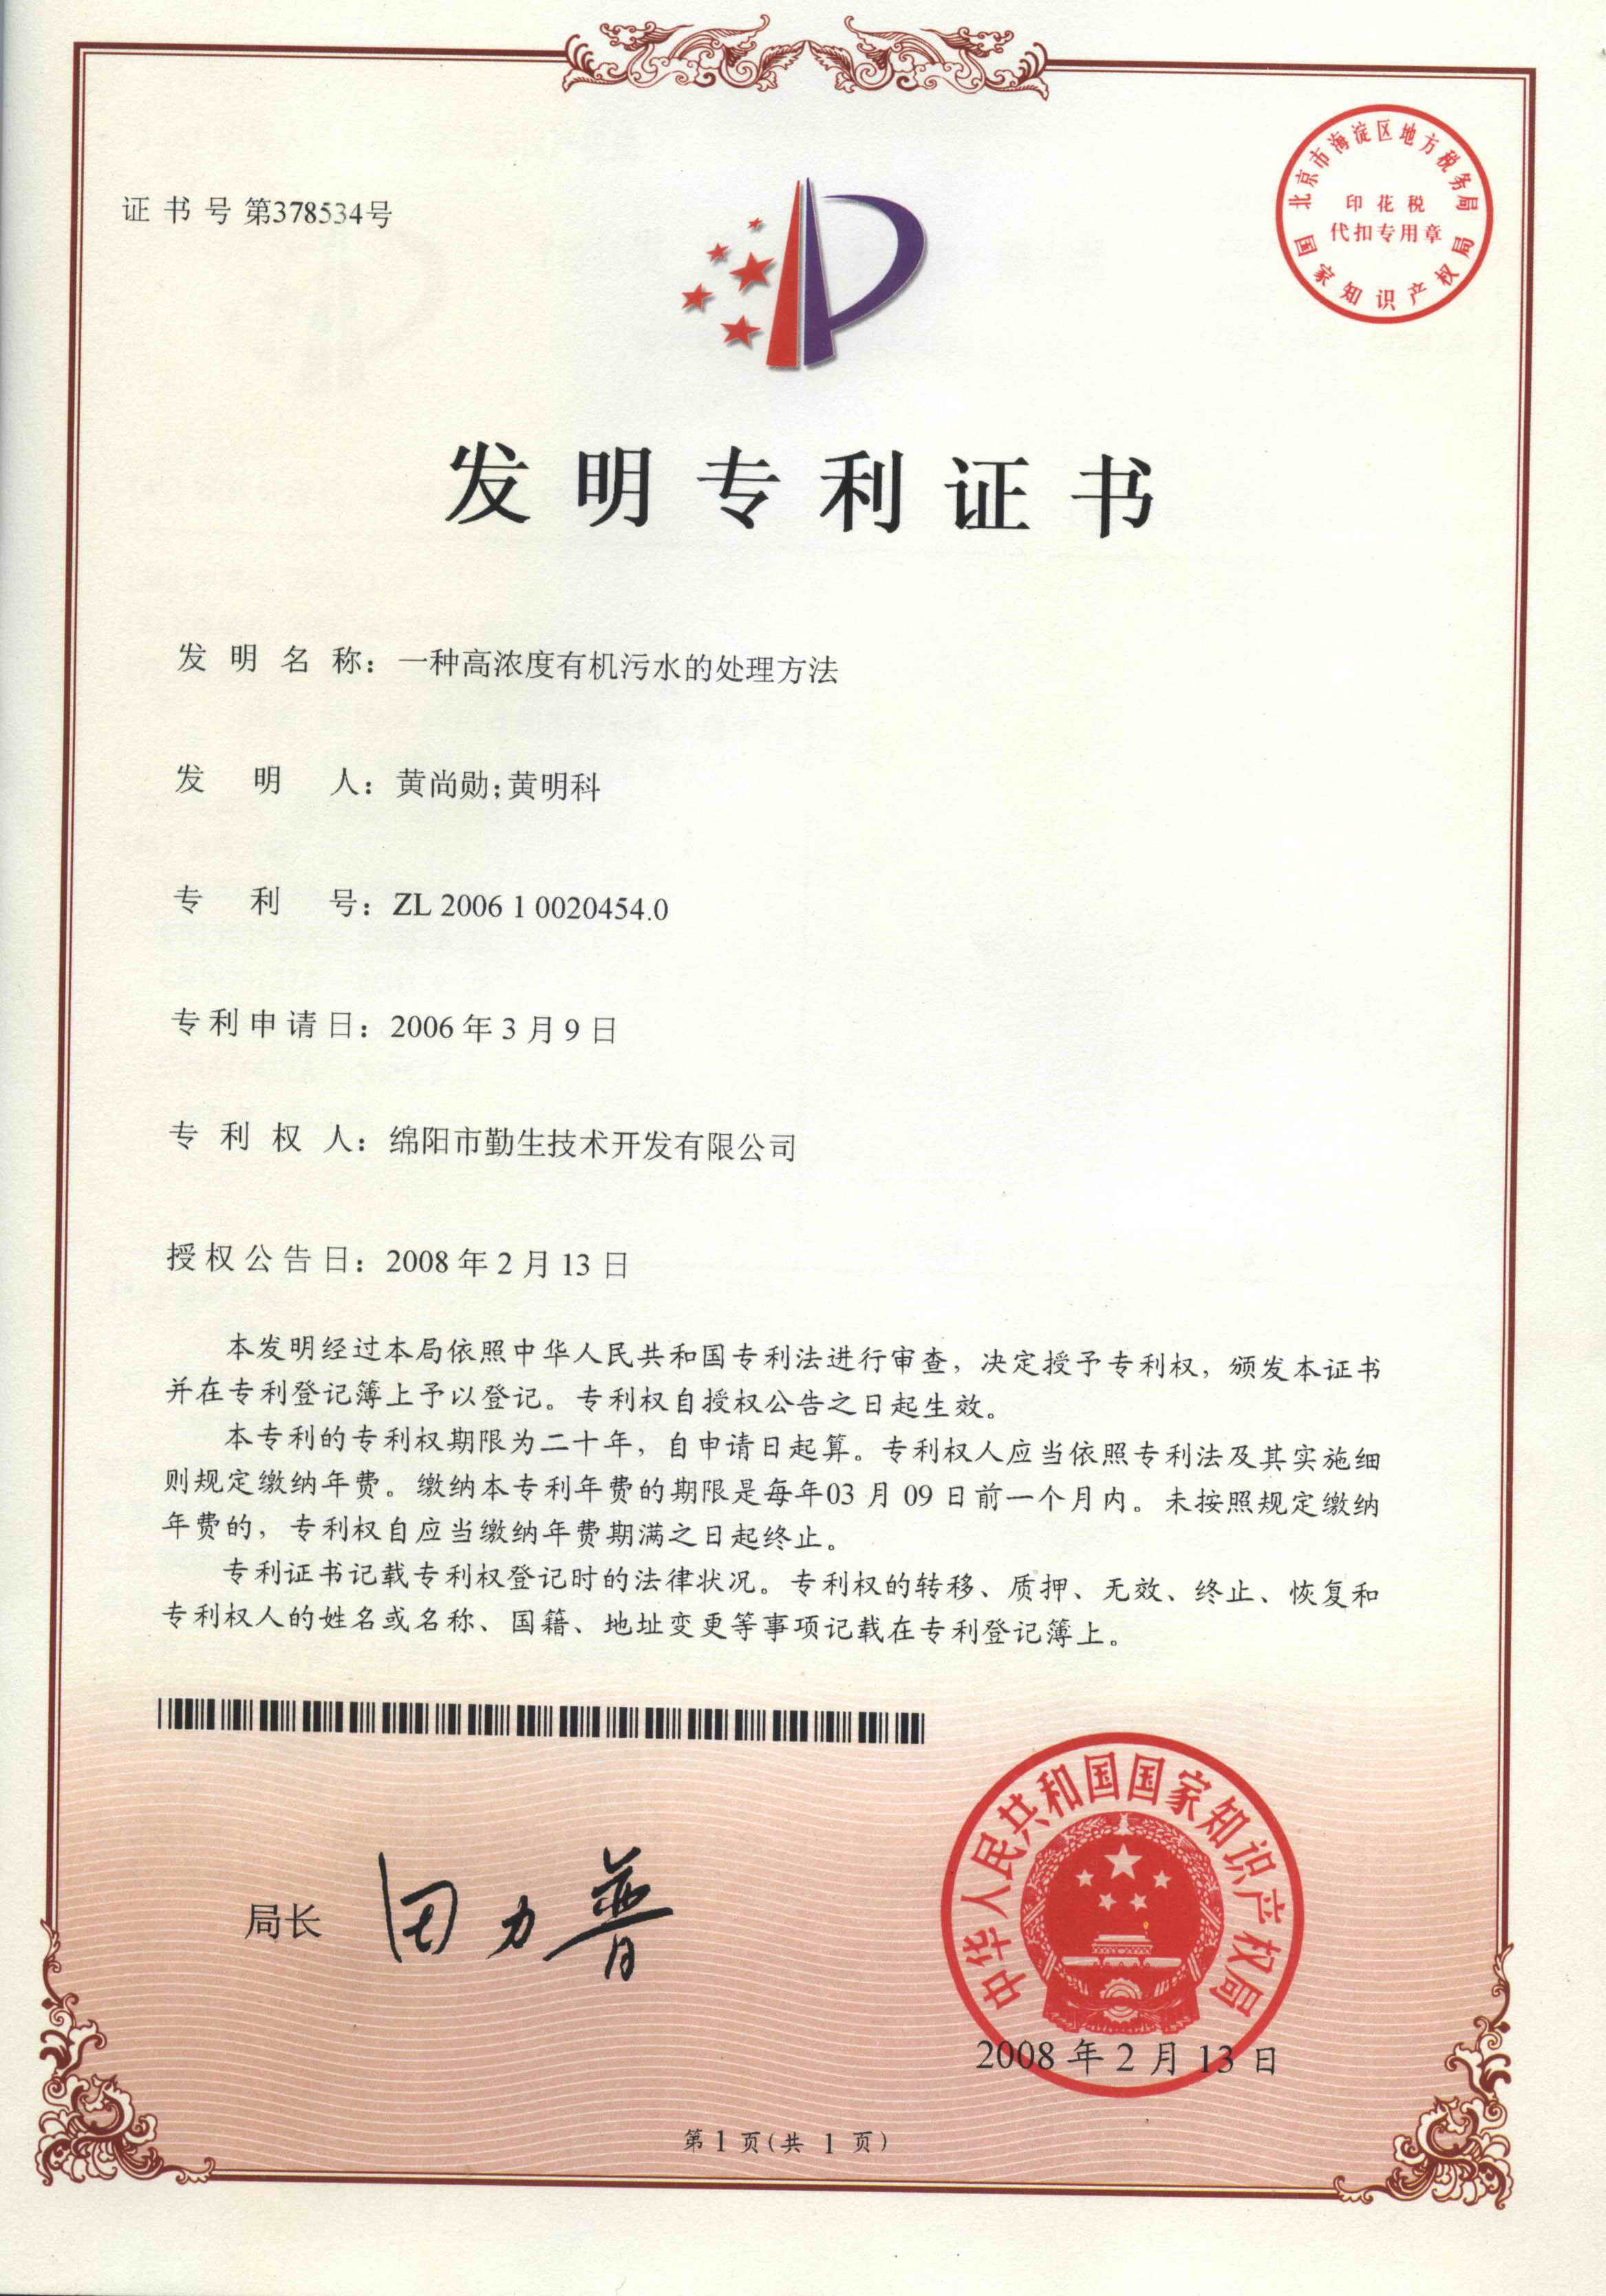 证书号第378534号
北京市海淀区地方税务局
印花税
代扣专用章
国家知识产权局
发明专利证书
发明名称：一种高浓度有机污水的处理方法
发明人：黄尚勋;黄明科
专利号：ZL 2006 1 0020454.0
专利申请日：2006年3月9日
专利权人：绵阳市勤生技术开发有限公司
授权公告日：2008年2月13日
本发明经过本局依照中华人民共和国专利法进行审查，决定授予专利权，颁发本证书
并在专利登记簿上予以登记。专利权自授权公告之日起生效。
本专利的专利权期限为二十年，自申请日起算。专利权人应当依照专利法及其实施细
则规定缴纳年费。缴纳本专利年费的期限是每年03月09日前一个月内。未按照规定缴纳
年费的，专利权自应当缴纳年费期满之日起终止。
专利证书记载专利权登记时的法律状况。专利权的转移、质押、无效、终止、恢复和
专利权人的姓名或名称、国籍、地址变更等事项记载在专利登记簿上。
局长 田力普
中华人民共和国国家知识产权局
2008年2月13日
第1页(共1页)